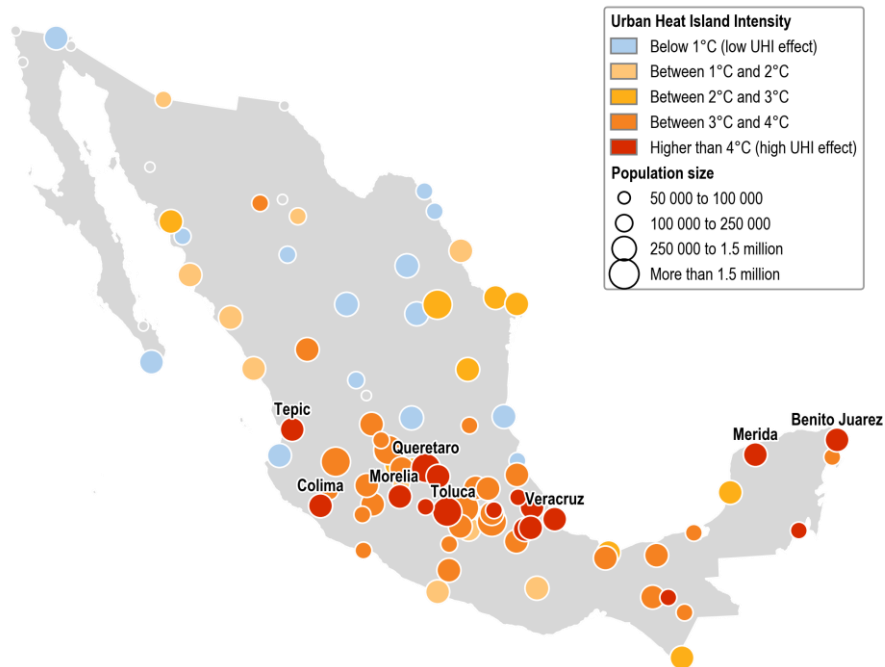 Urban Heat Island Intensity
Below 1°C (low UHI effect)
Between 1°C and 2°C
Between 2°C and 3°C
Between 3°C and 4°C
Higher than 4°C (high UHI effect)
Population size
50 000 to 100 000
100 000 to 250 000
250 000 to 1.5 million
More than 1.5 million
Tepic
Benito Juarez
Merida
Queretaro
Morelia
Colima
Toluca
Veracruz